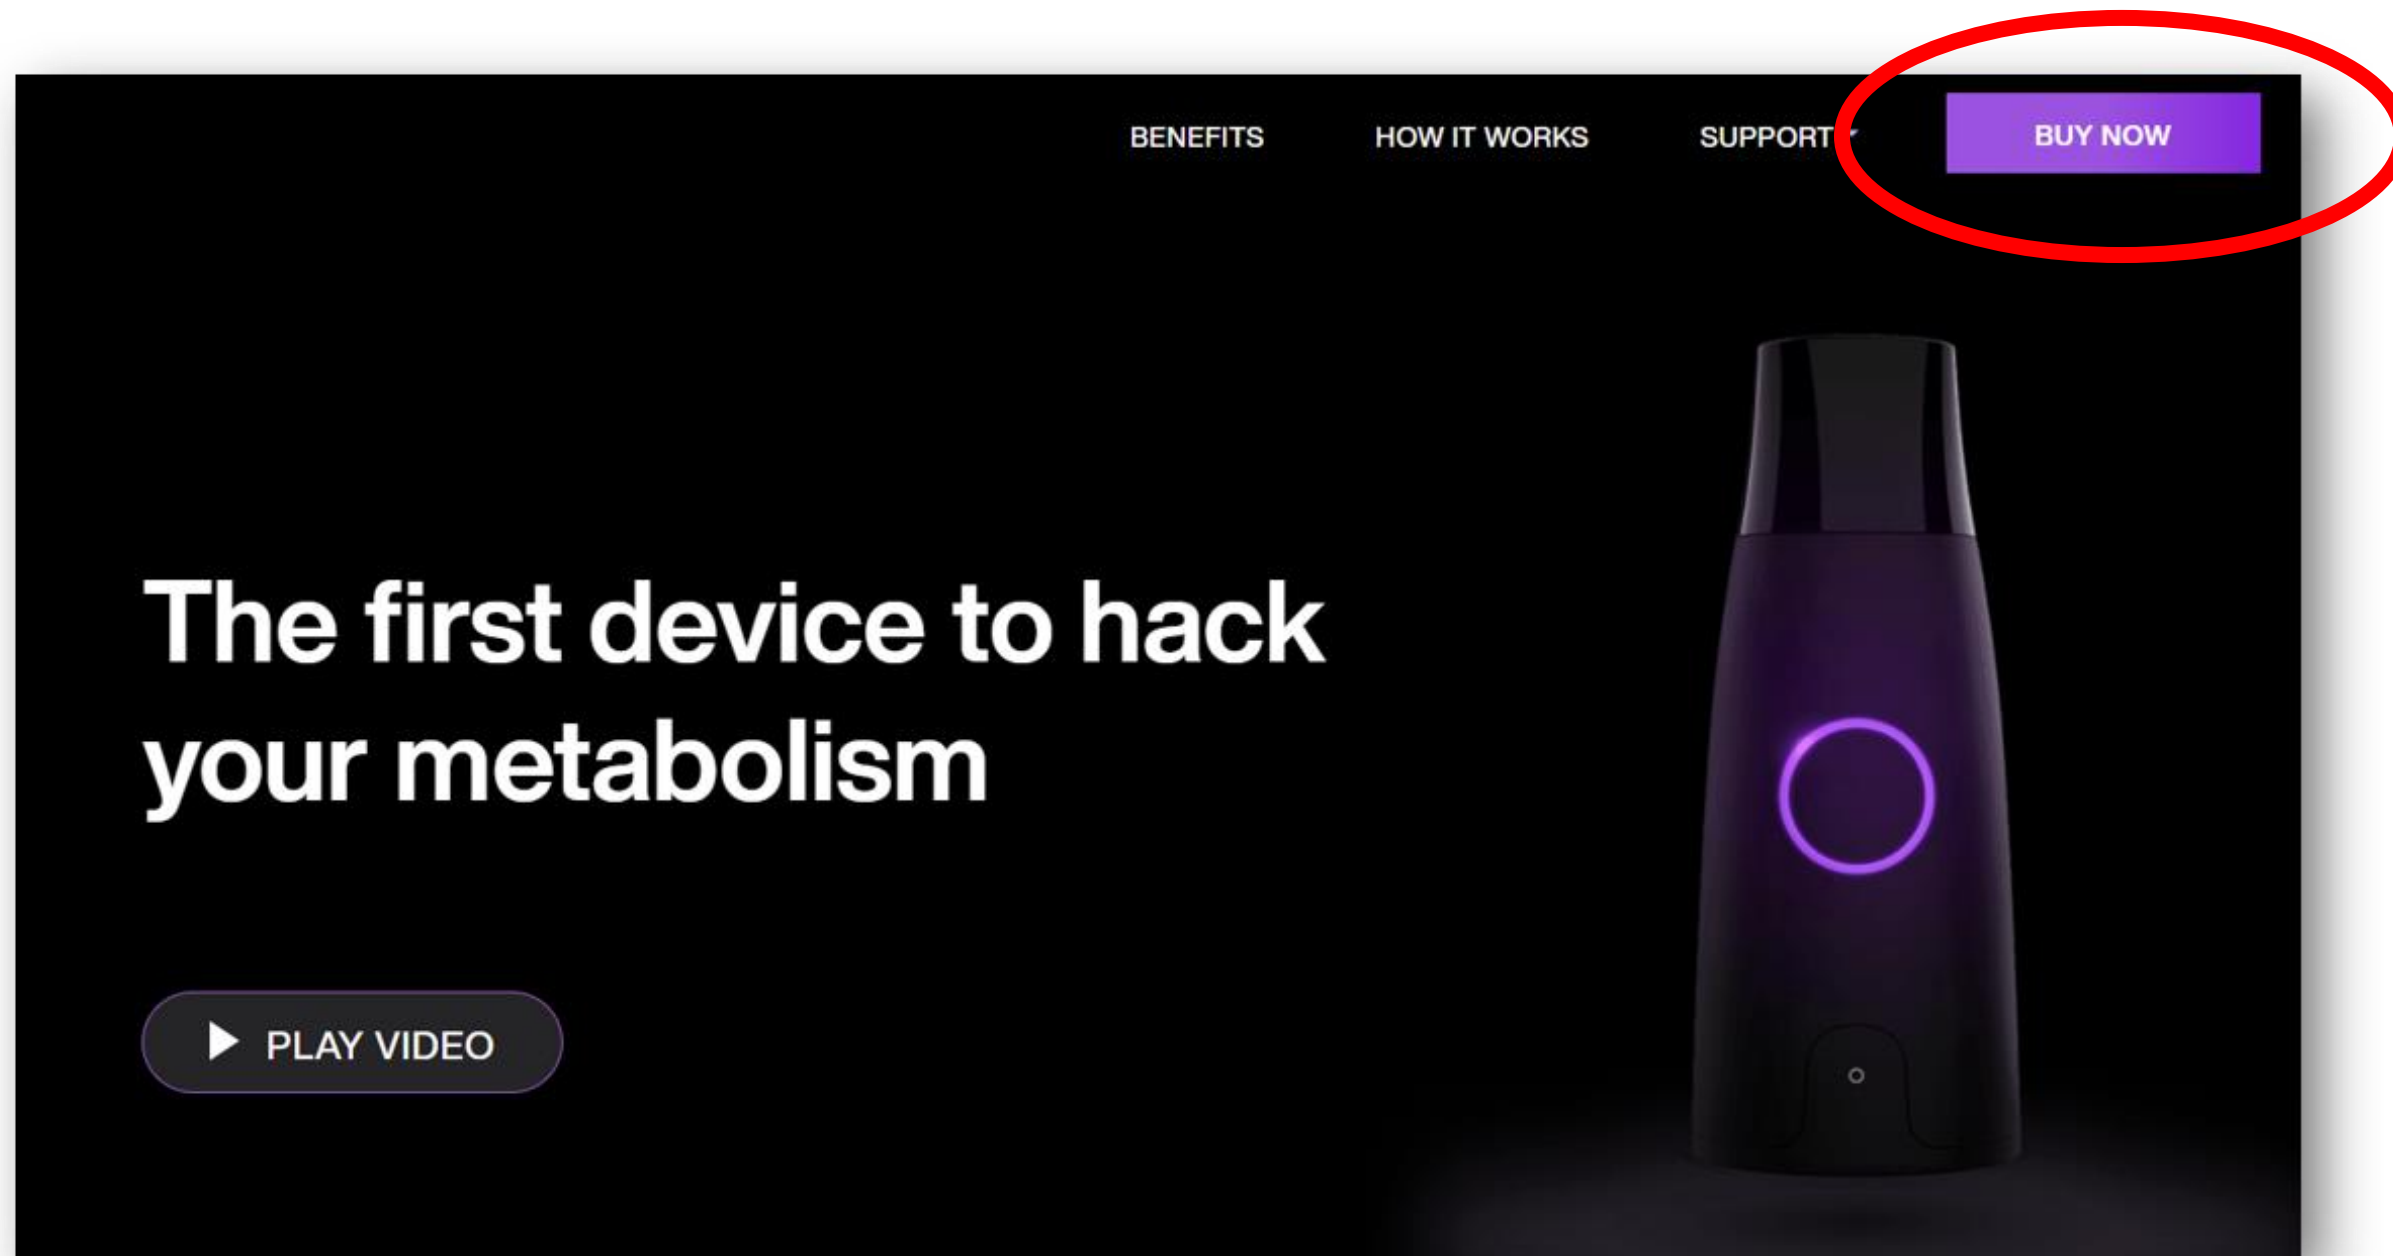 BENEFITS
HOW IT WORKS
SUPPORT
BUY NOW
The first device to hack
your metabolism
PLAY VIDEO